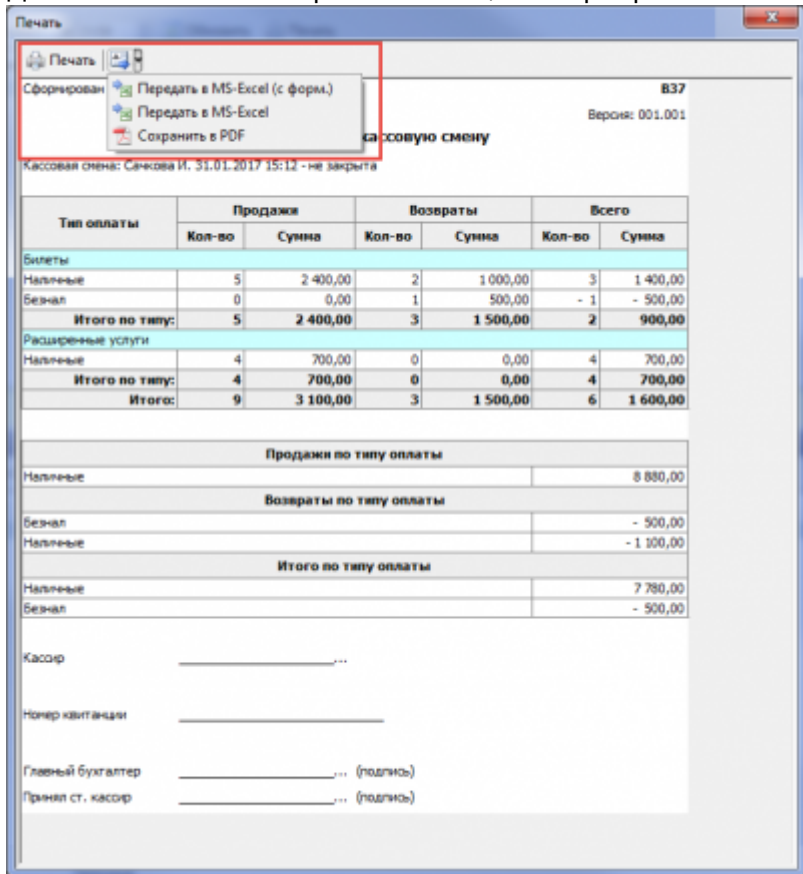 Печать
Печать
Сформирован
Передать в MS-Excel (с форм.)
Передать в MS-Excel
Сохранить в PDF
B37
Версия: 001.001
кассовую смену
Кассовая смена: Сачкова И. 31.01.2017 15:12 - не закрыта
Тип оплаты Продажи Возвраты Всего
Кол-во Сумма Кол-во Сумма Кол-во Сумма
Билеты
Наличные 5 2 400,00 2 1 000,00 3 1 400,00
Безнал 0 0,00 1 500,00 - 1 - 500,00
Итого по типу: 5 2 400,00 3 1 500,00 2 900,00
Расширенные услуги
Наличные 4 700,00 0 0,00 4 700,00
Итого по типу: 4 700,00 0 0,00 4 700,00
Итого: 9 3 100,00 3 1 500,00 6 1 600,00
Продажи по типу оплаты
Наличные 8 880,00
Возвраты по типу оплаты
Безнал - 500,00
Наличные - 1 100,00
Итого по типу оплаты
Наличные 7 780,00
Безнал - 500,00
Кассир ...
Номер квитанции
Главный бухгалтер ... (подпись)
Принял ст. кассир ... (подпись)